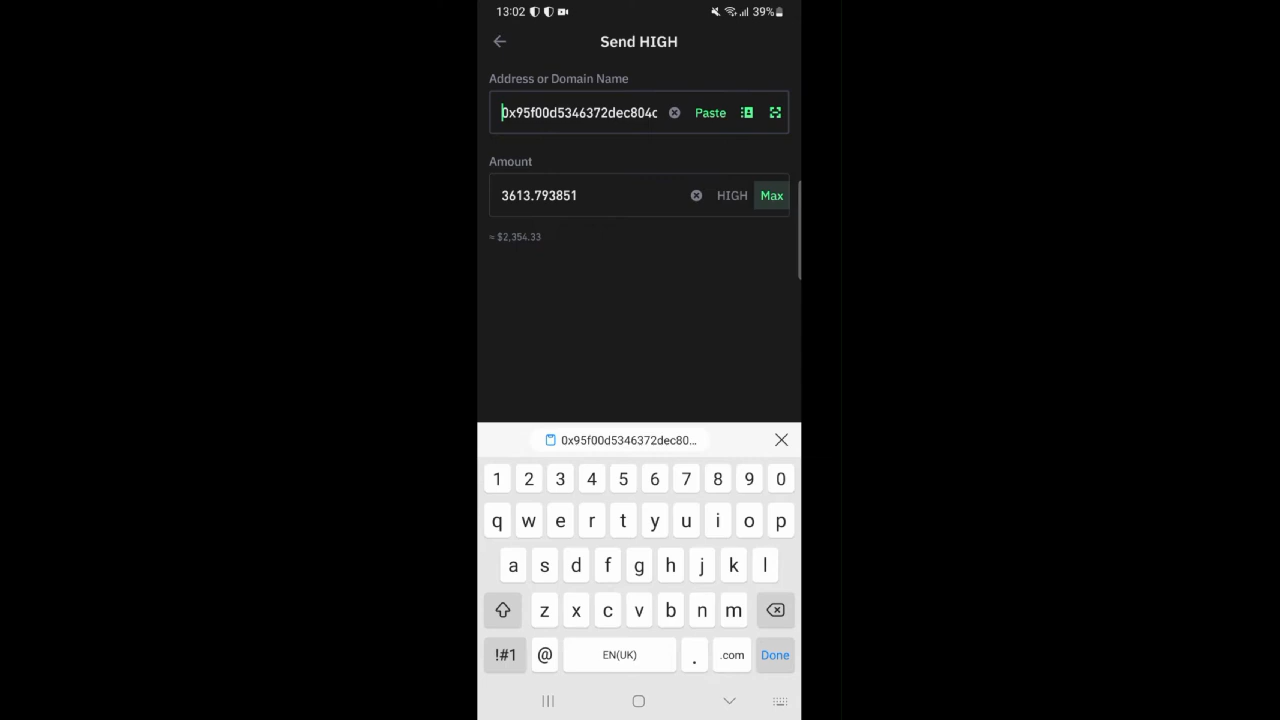 13:02 39%
Send HIGH
Address or Domain Name
0x95f00d5346372dec804c Paste
Amount
3613.793851 HIGH Max
≈ $2,354.33
0x95f00d5346372dec80...
1 2 3 4 5 6 7 8 9 0
q w e r t y u i o p
a s d f g h j k l
z x c v b n m
!#1 @ EN(UK) . .com Done